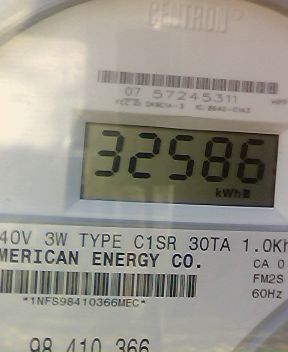 CENTRON®
07 57245311
32586
kWh
40V 3W TYPE C1SR 30TA 1.0Kh
MERICAN ENERGY CO.
CA 0
FM2S
60Hz
*1NFS98410366MEC*
98 410 366